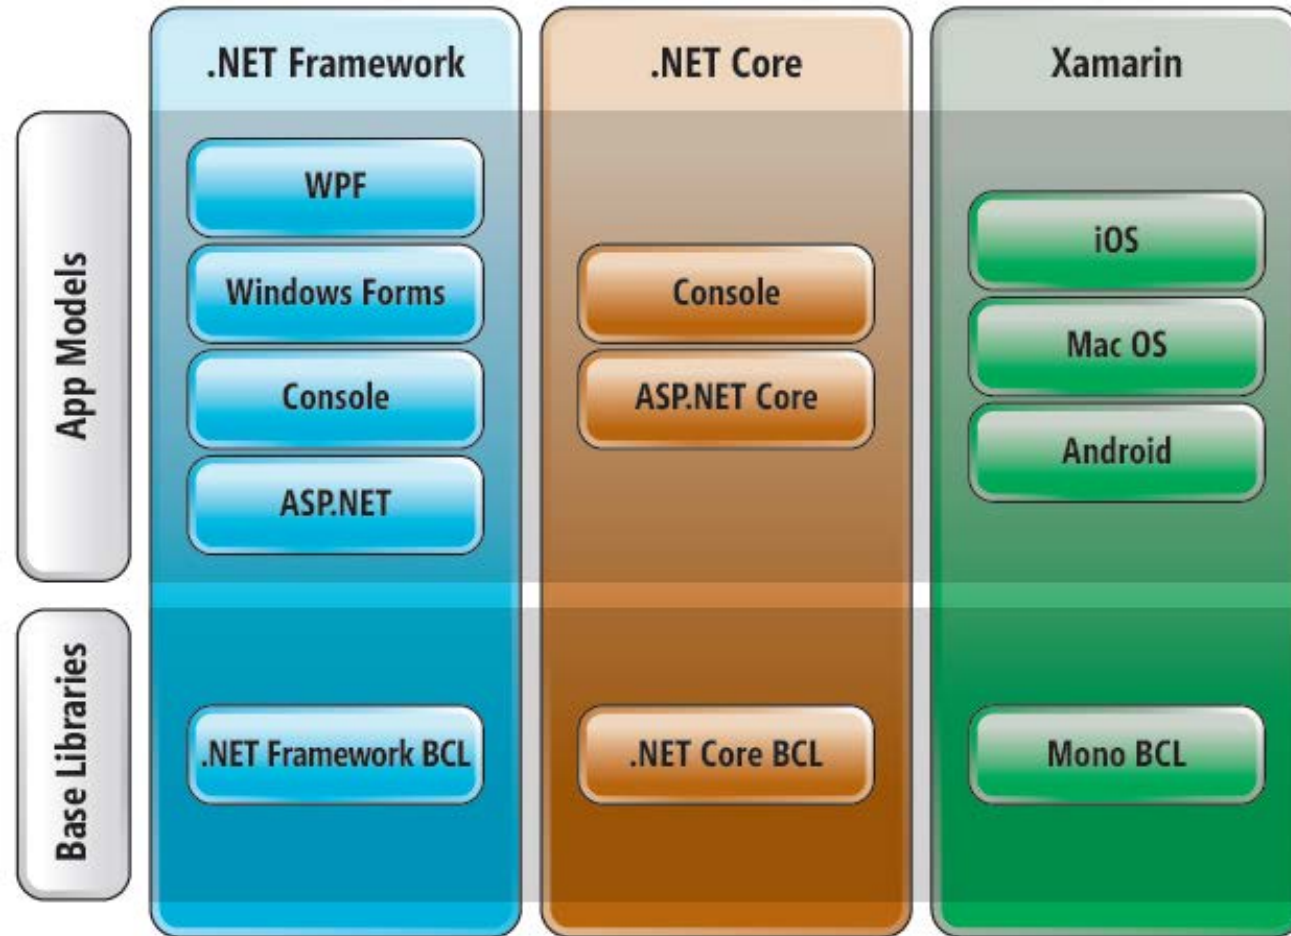 .NET Framework
.NET Core
Xamarin
App Models
WPF
Windows Forms
Console
ASP.NET
Console
ASP.NET Core
iOS
Mac OS
Android
Base Libraries
.NET Framework BCL
.NET Core BCL
Mono BCL